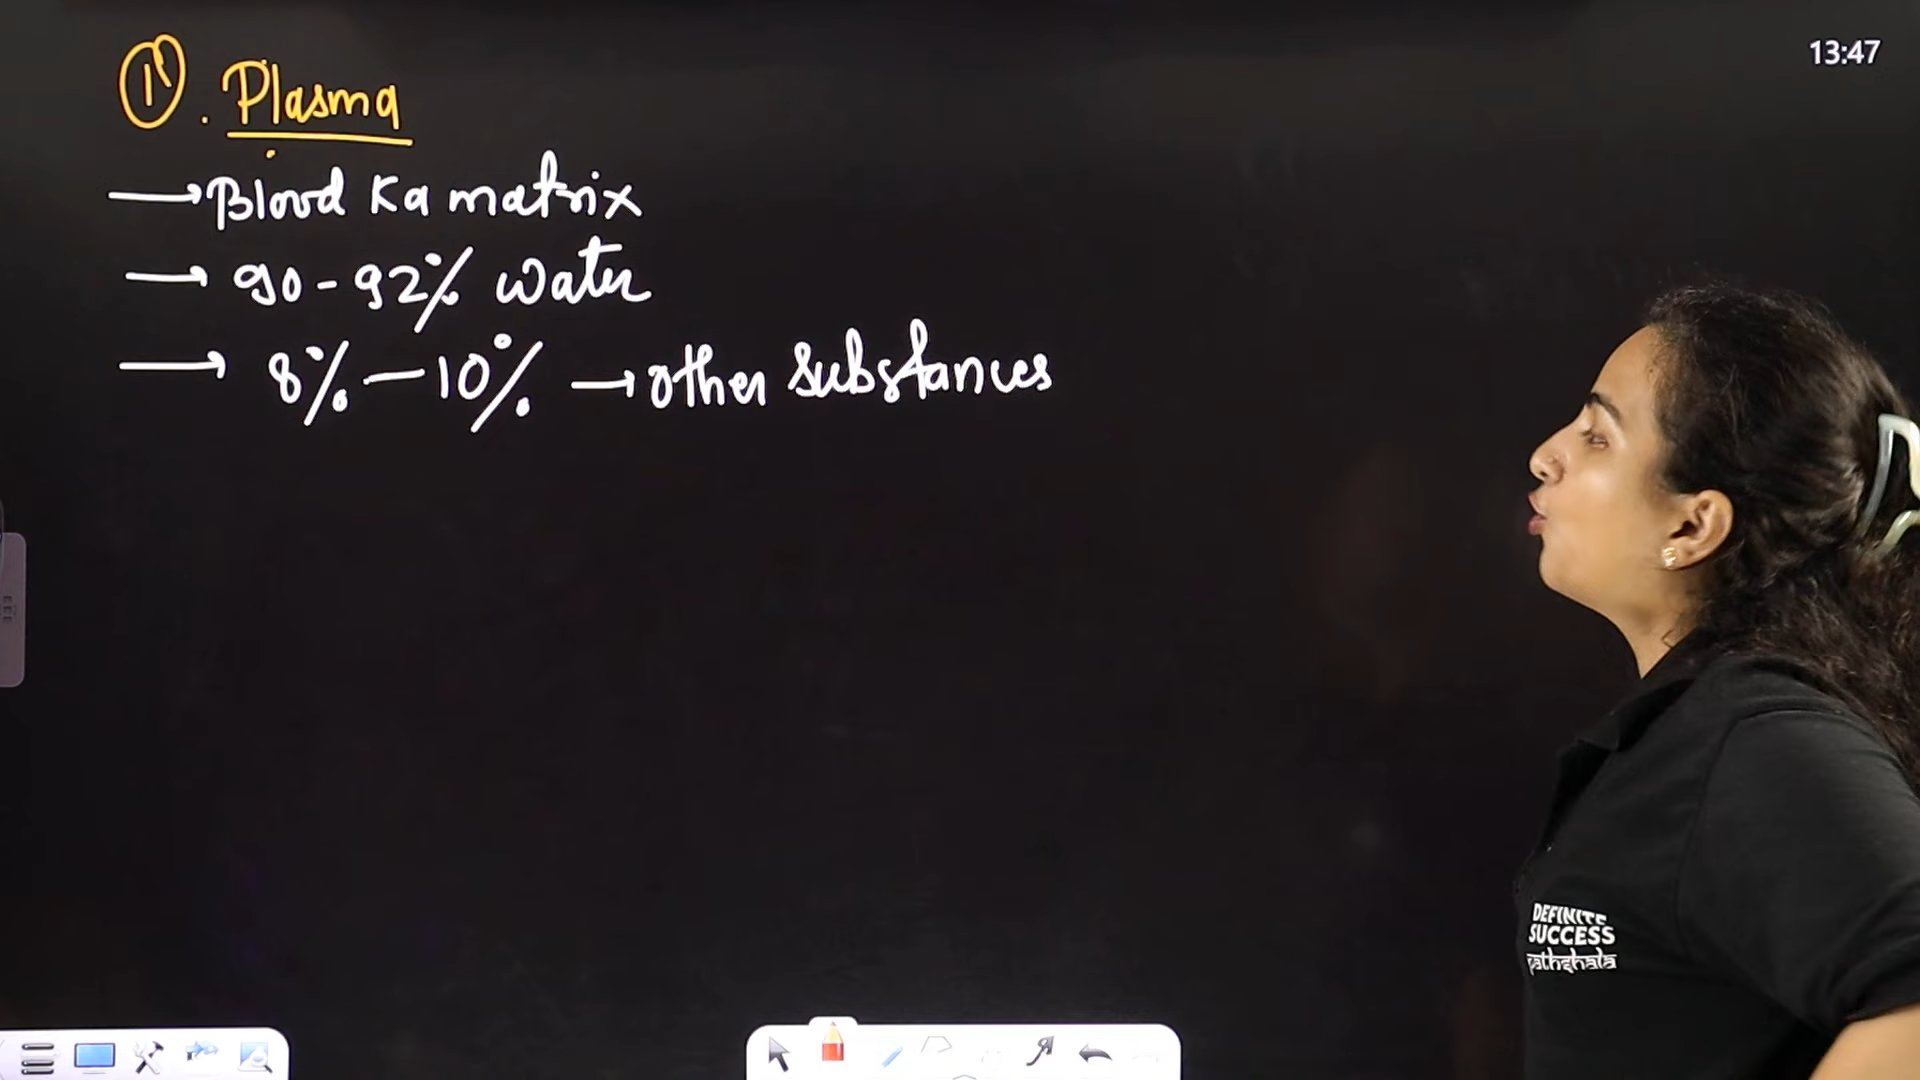 ① . Plasma
13:47
→ Blood Ka matrix
→ 90-92% water
→ 8%-10% → other substances
DEFINITE
SUCCESS
pathshala